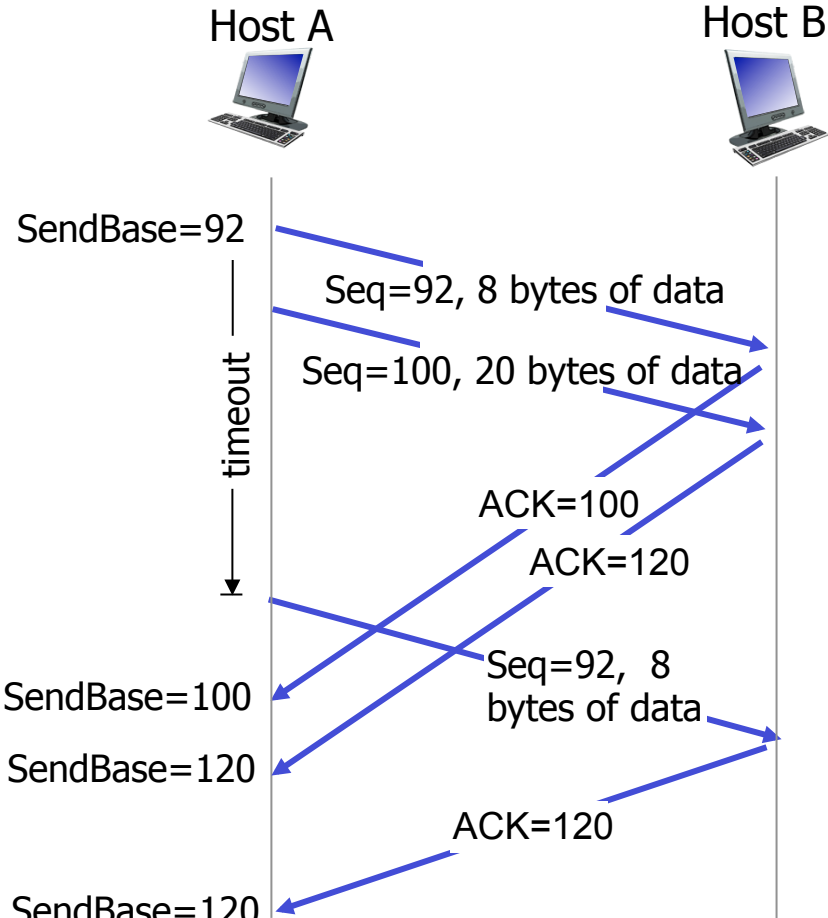 Host A
Host B
SendBase=92
Seq=92, 8 bytes of data
Seq=100, 20 bytes of data
timeout
ACK=100
ACK=120
Seq=92, 8
bytes of data
SendBase=100
SendBase=120
ACK=120
SendBase=120